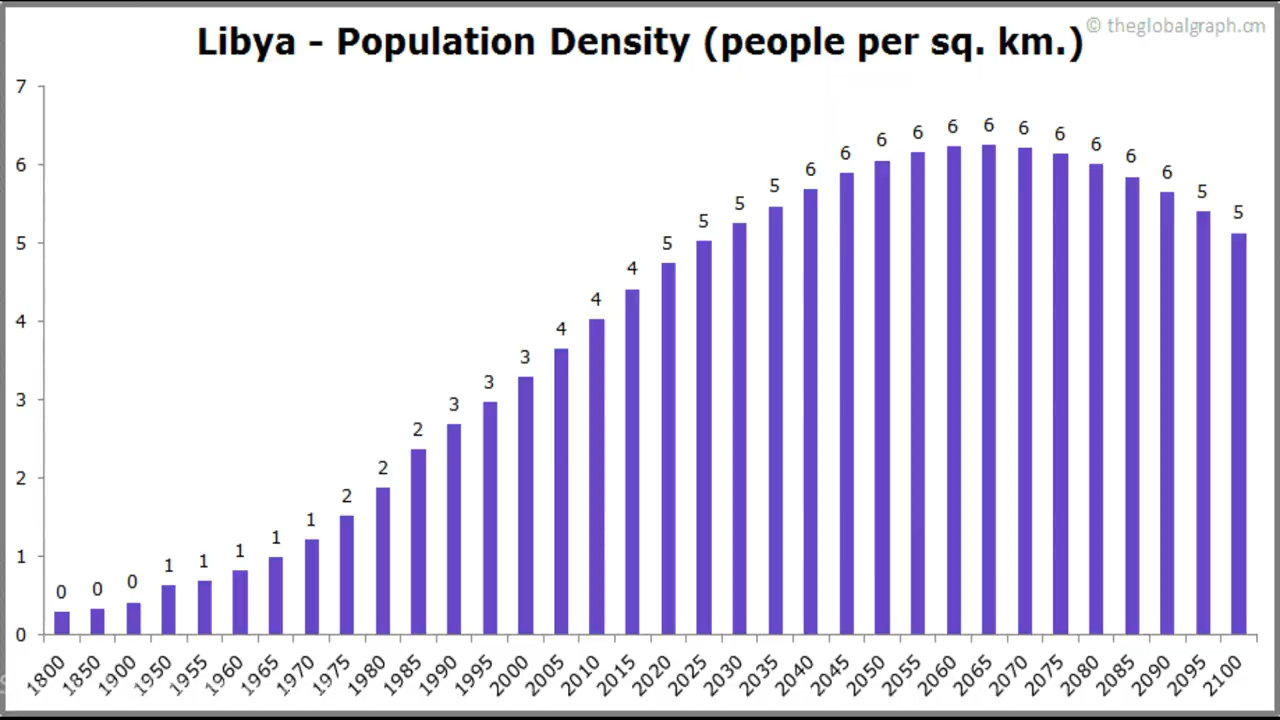 © theglobalgraph.cm
Libya - Population Density (people per sq. km.)
7
6
5
4
3
2
1
0
0 0 0 1 1 1 1 1 2 2 2 3 3 3 4 4 4 5 5 5 5 6 6 6 6 6 6 6 6 6 6 6 5 5
1800 1850 1900 1950 1955 1960 1965 1970 1975 1980 1985 1990 1995 2000 2005 2010 2015 2020 2025 2030 2035 2040 2045 2050 2055 2060 2065 2070 2075 2080 2085 2090 2095 2100